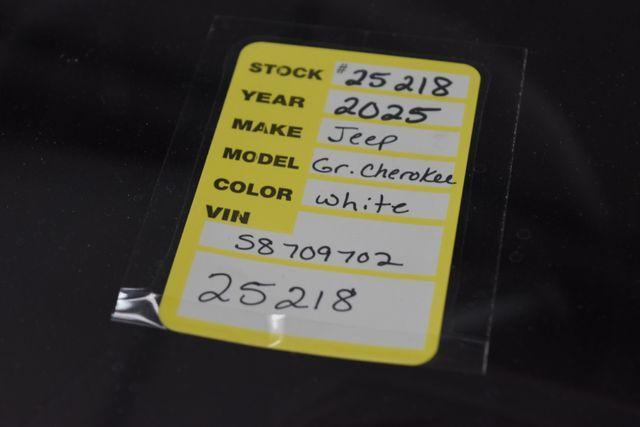 STOCK #25218
YEAR 2025
MAKE Jeep
MODEL Gr. Cherokee
COLOR white
VIN
S8709702
25218